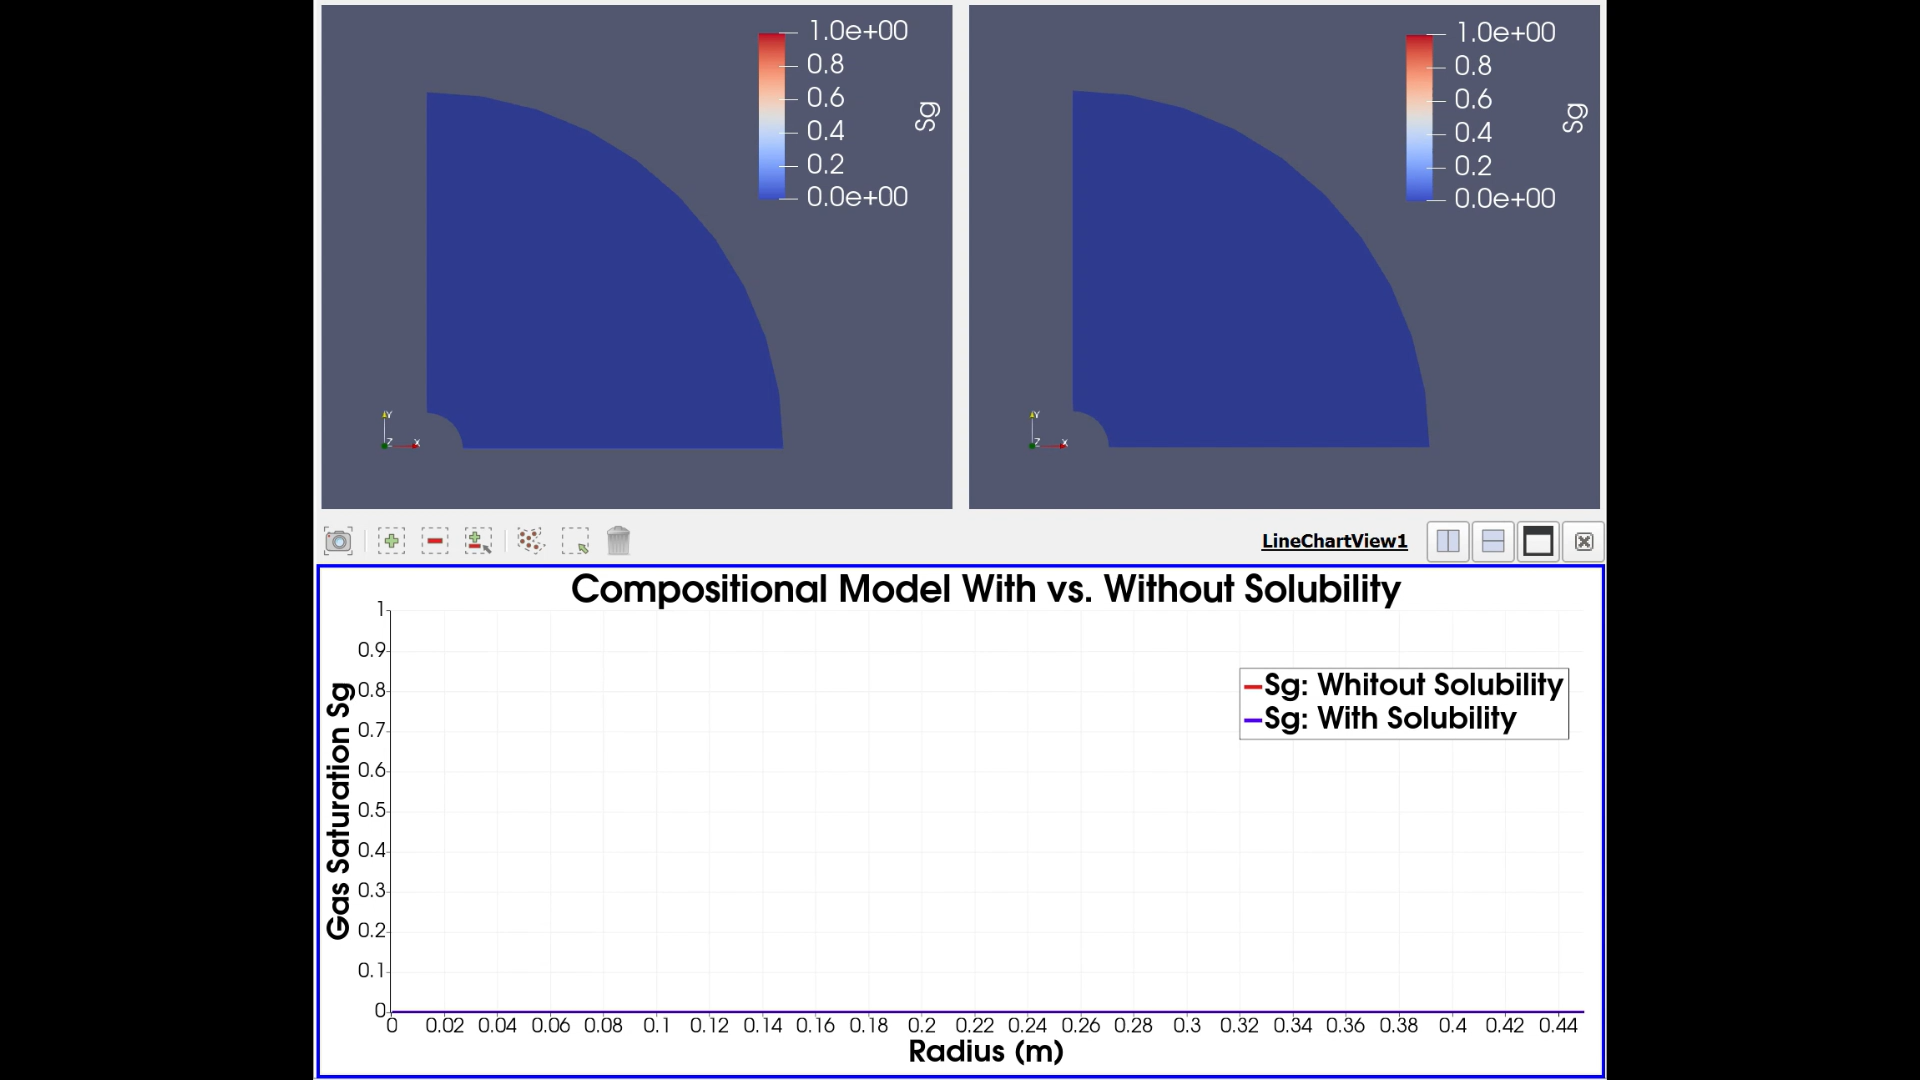 1.0e+00
0.8
0.6
0.4
0.2
0.0e+00
Sg
Y
Z
X
1.0e+00
0.8
0.6
0.4
0.2
0.0e+00
Sg
Y
Z
X
LineChartView1
Compositional Model With vs. Without Solubility
Gas Saturation Sg
1
0.9
0.8
0.7
0.6
0.5
0.4
0.3
0.2
0.1
0
Sg: Whitout Solubility
Sg: With Solubility
0 0.02 0.04 0.06 0.08 0.1 0.12 0.14 0.16 0.18 0.2 0.22 0.24 0.26 0.28 0.3 0.32 0.34 0.36 0.38 0.4 0.42 0.44
Radius (m)